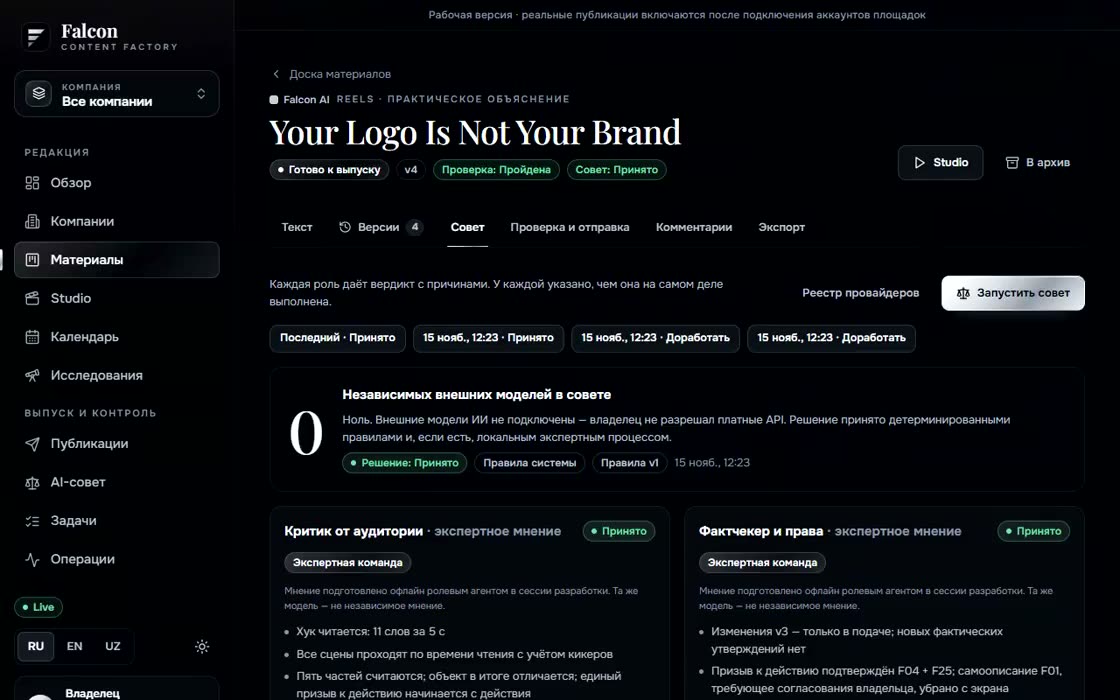 Рабочая версия · реальные публикации включаются после подключения аккаунтов площадок
Falcon
CONTENT FACTORY
КОМПАНИЯ
Все компании
РЕДАКЦИЯ
Обзор
Компании
Материалы
Studio
Календарь
Исследования
ВЫПУСК И КОНТРОЛЬ
Публикации
AI-совет
Задачи
Операции
Live
RU EN UZ
Владелец
Доска материалов
Falcon AI REELS · ПРАКТИЧЕСКОЕ ОБЪЯСНЕНИЕ
Your Logo Is Not Your Brand
Готово к выпуску v4 Проверка: Пройдена Совет: Принято
Studio В архив
Текст Версии 4 Совет Проверка и отправка Комментарии Экспорт
Каждая роль даёт вердикт с причинами. У каждой указано, чем она на самом деле
выполнена.
Реестр провайдеров Запустить совет
Последний · Принято 15 нояб., 12:23 · Принято 15 нояб., 12:23 · Доработать 15 нояб., 12:23 · Доработать
0
Независимых внешних моделей в совете
Ноль. Внешние модели ИИ не подключены — владелец не разрешал платные API. Решение принято детерминированными
правилами и, если есть, локальным экспертным процессом.
Решение: Принято Правила системы Правила v1 15 нояб., 12:23
Критик от аудитории · экспертное мнение Принято
Экспертная команда
Мнение подготовлено офлайн ролевым агентом в сессии разработки. Та же
модель — не независимое мнение.
Хук читается: 11 слов за 5 с
Все сцены проходят по времени чтения с учётом кикеров
Пять частей считаются; объект в итоге отличается; единый
призыв к действию начинается с действия
Фактчекер и права · экспертное мнение Принято
Экспертная команда
Мнение подготовлено офлайн ролевым агентом в сессии разработки. Та же
модель — не независимое мнение.
Изменения v3 — только в подаче; новых фактических
утверждений нет
Призыв к действию подтверждён F04 + F25; самоописание F01,
требующее согласования владельца, убрано с экрана